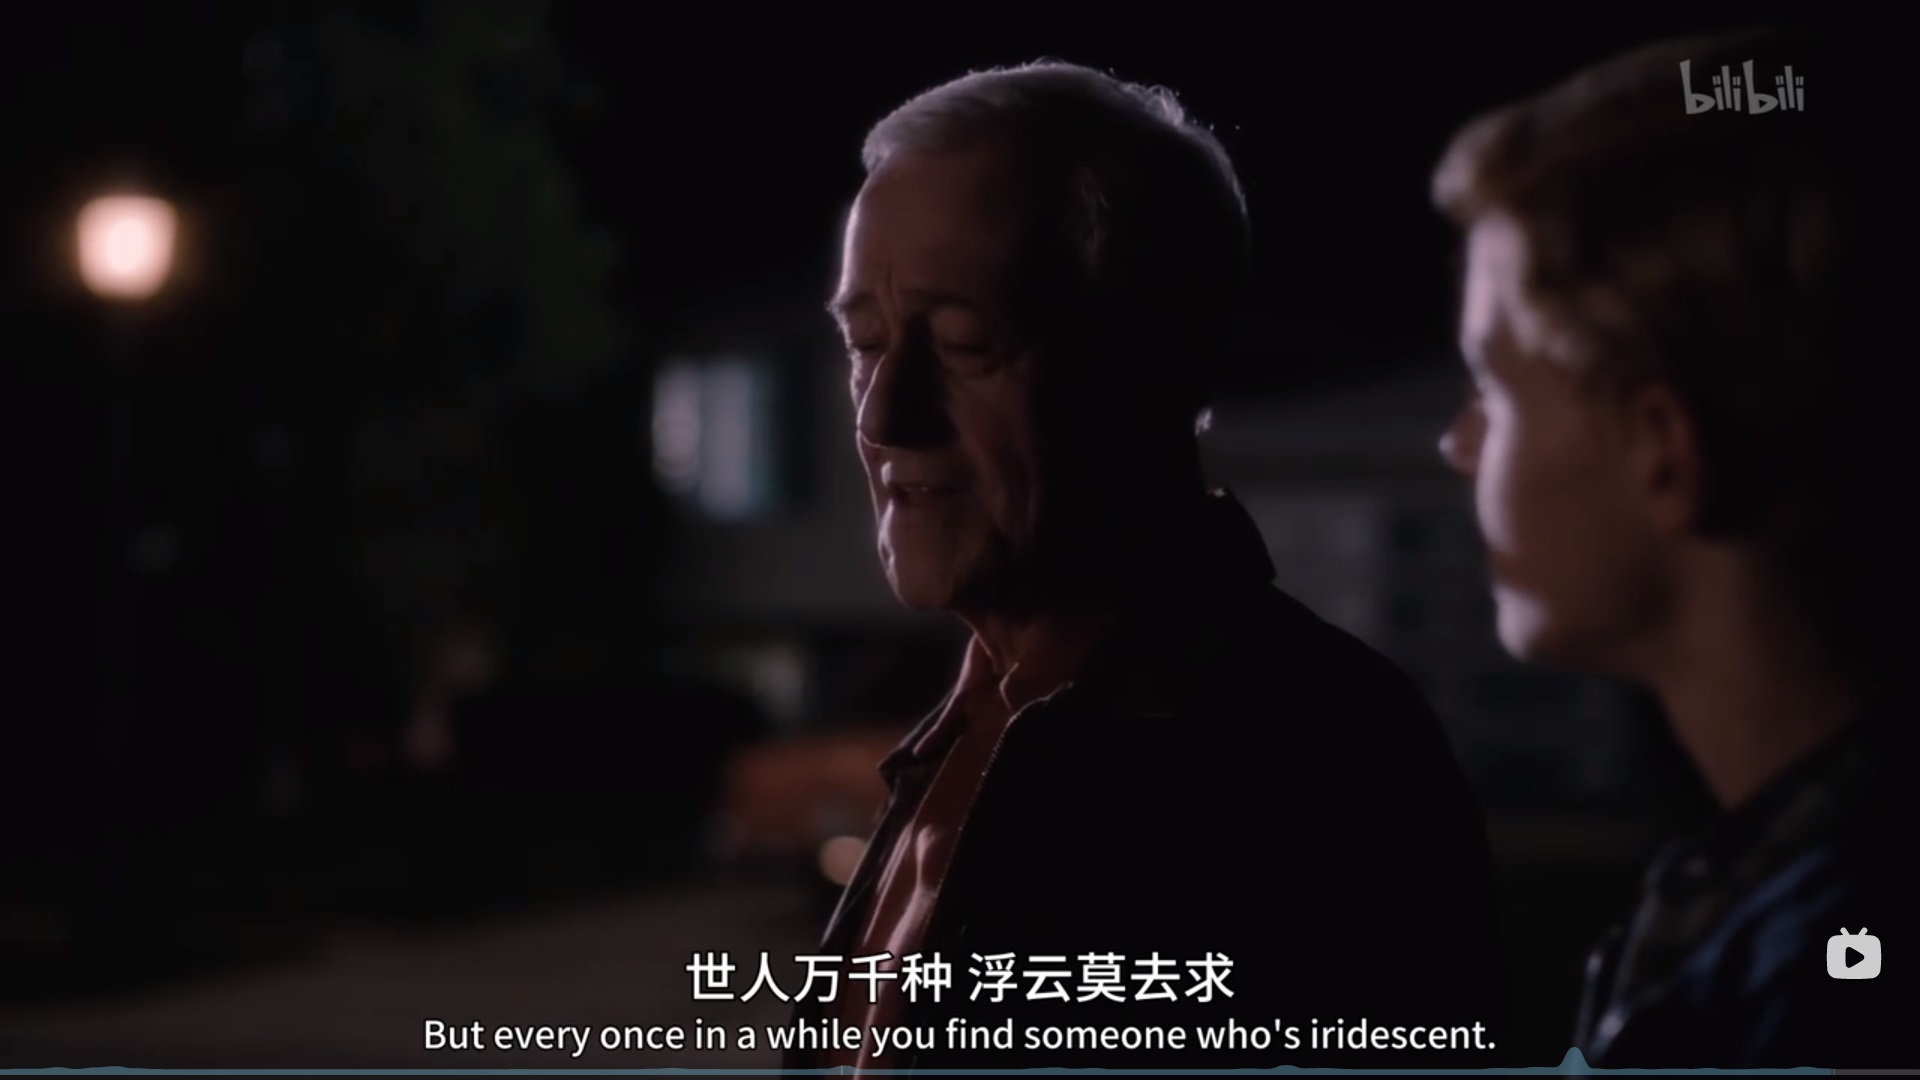 bilibili
世人万千种 浮云莫去求
But every once in a while you find someone who's iridescent.